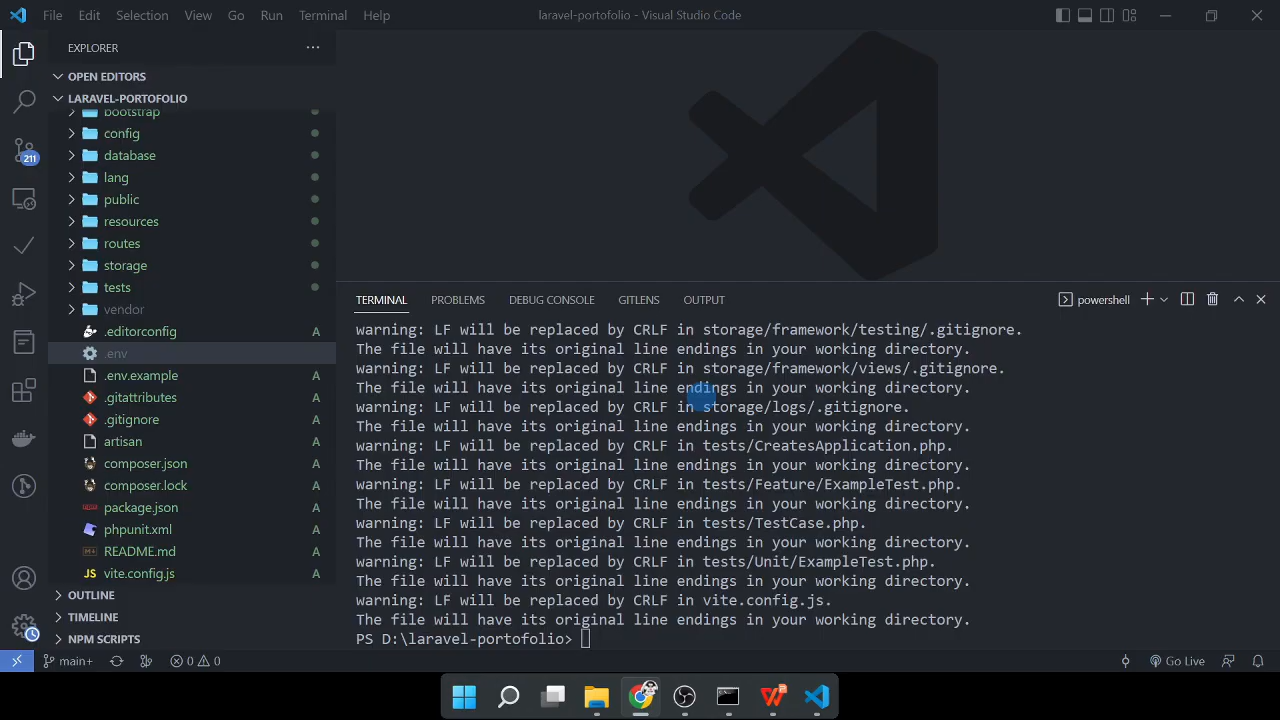 File Edit Selection View Go Run Terminal Help
laravel-portofolio - Visual Studio Code
EXPLORER
OPEN EDITORS
LARAVEL-PORTOFOLIO
bootstrap
config
database
lang
public
resources
routes
storage
tests
vendor
.editorconfig A
.env
.env.example A
.gitattributes A
.gitignore A
artisan A
composer.json A
composer.lock A
package.json A
phpunit.xml A
README.md A
JS vite.config.js A
OUTLINE
TIMELINE
NPM SCRIPTS
211
TERMINAL PROBLEMS DEBUG CONSOLE GITLENS OUTPUT
powershell
warning: LF will be replaced by CRLF in storage/framework/testing/.gitignore.
The file will have its original line endings in your working directory.
warning: LF will be replaced by CRLF in storage/framework/views/.gitignore.
The file will have its original line endings in your working directory.
warning: LF will be replaced by CRLF in storage/logs/.gitignore.
The file will have its original line endings in your working directory.
warning: LF will be replaced by CRLF in tests/CreatesApplication.php.
The file will have its original line endings in your working directory.
warning: LF will be replaced by CRLF in tests/Feature/ExampleTest.php.
The file will have its original line endings in your working directory.
warning: LF will be replaced by CRLF in tests/TestCase.php.
The file will have its original line endings in your working directory.
warning: LF will be replaced by CRLF in tests/Unit/ExampleTest.php.
The file will have its original line endings in your working directory.
warning: LF will be replaced by CRLF in vite.config.js.
The file will have its original line endings in your working directory.
PS D:\laravel-portofolio>
main+ 0 0 Go Live